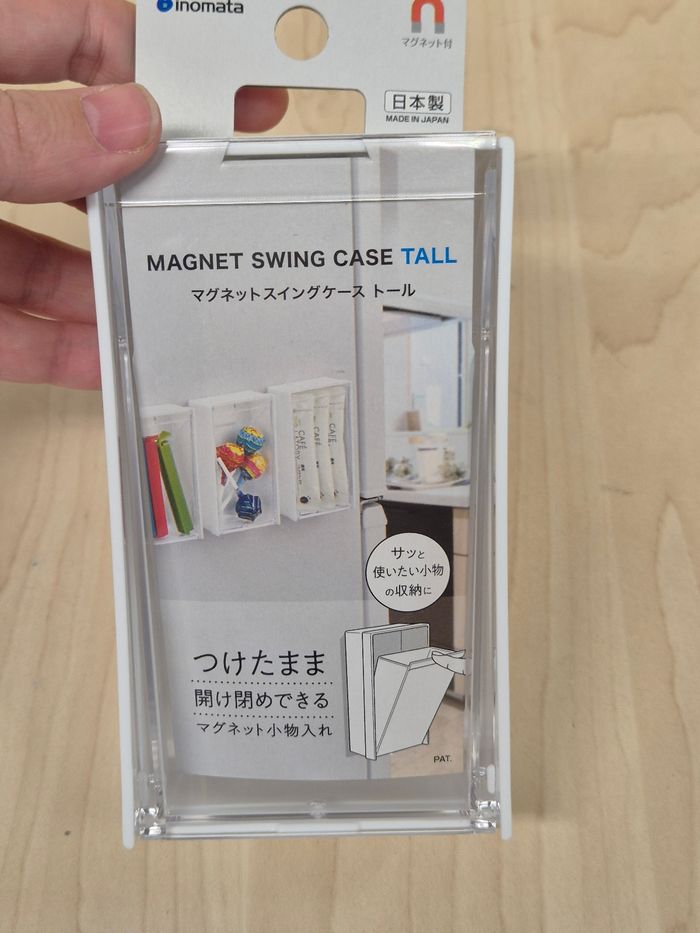 inomata
マグネット付
日本製
MADE IN JAPAN
MAGNET SWING CASE TALL
マグネットスイングケース トール
CAFÉ
CAFÉ
CAFÉ
サッと
使いたい小物
の収納に
つけたまま
開け閉めできる
マグネット小物入れ
PAT.